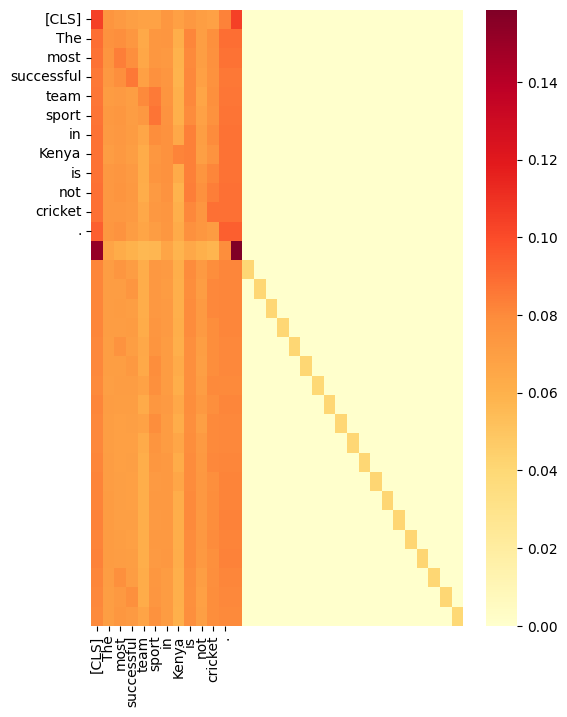 [CLS]
The
most
successful
team
sport
in
Kenya
is
not
cricket
.
0.14
0.12
0.10
0.08
0.06
0.04
0.02
0.00
[CLS]
The
most
successful
team
sport
in
Kenya
is
not
cricket
.